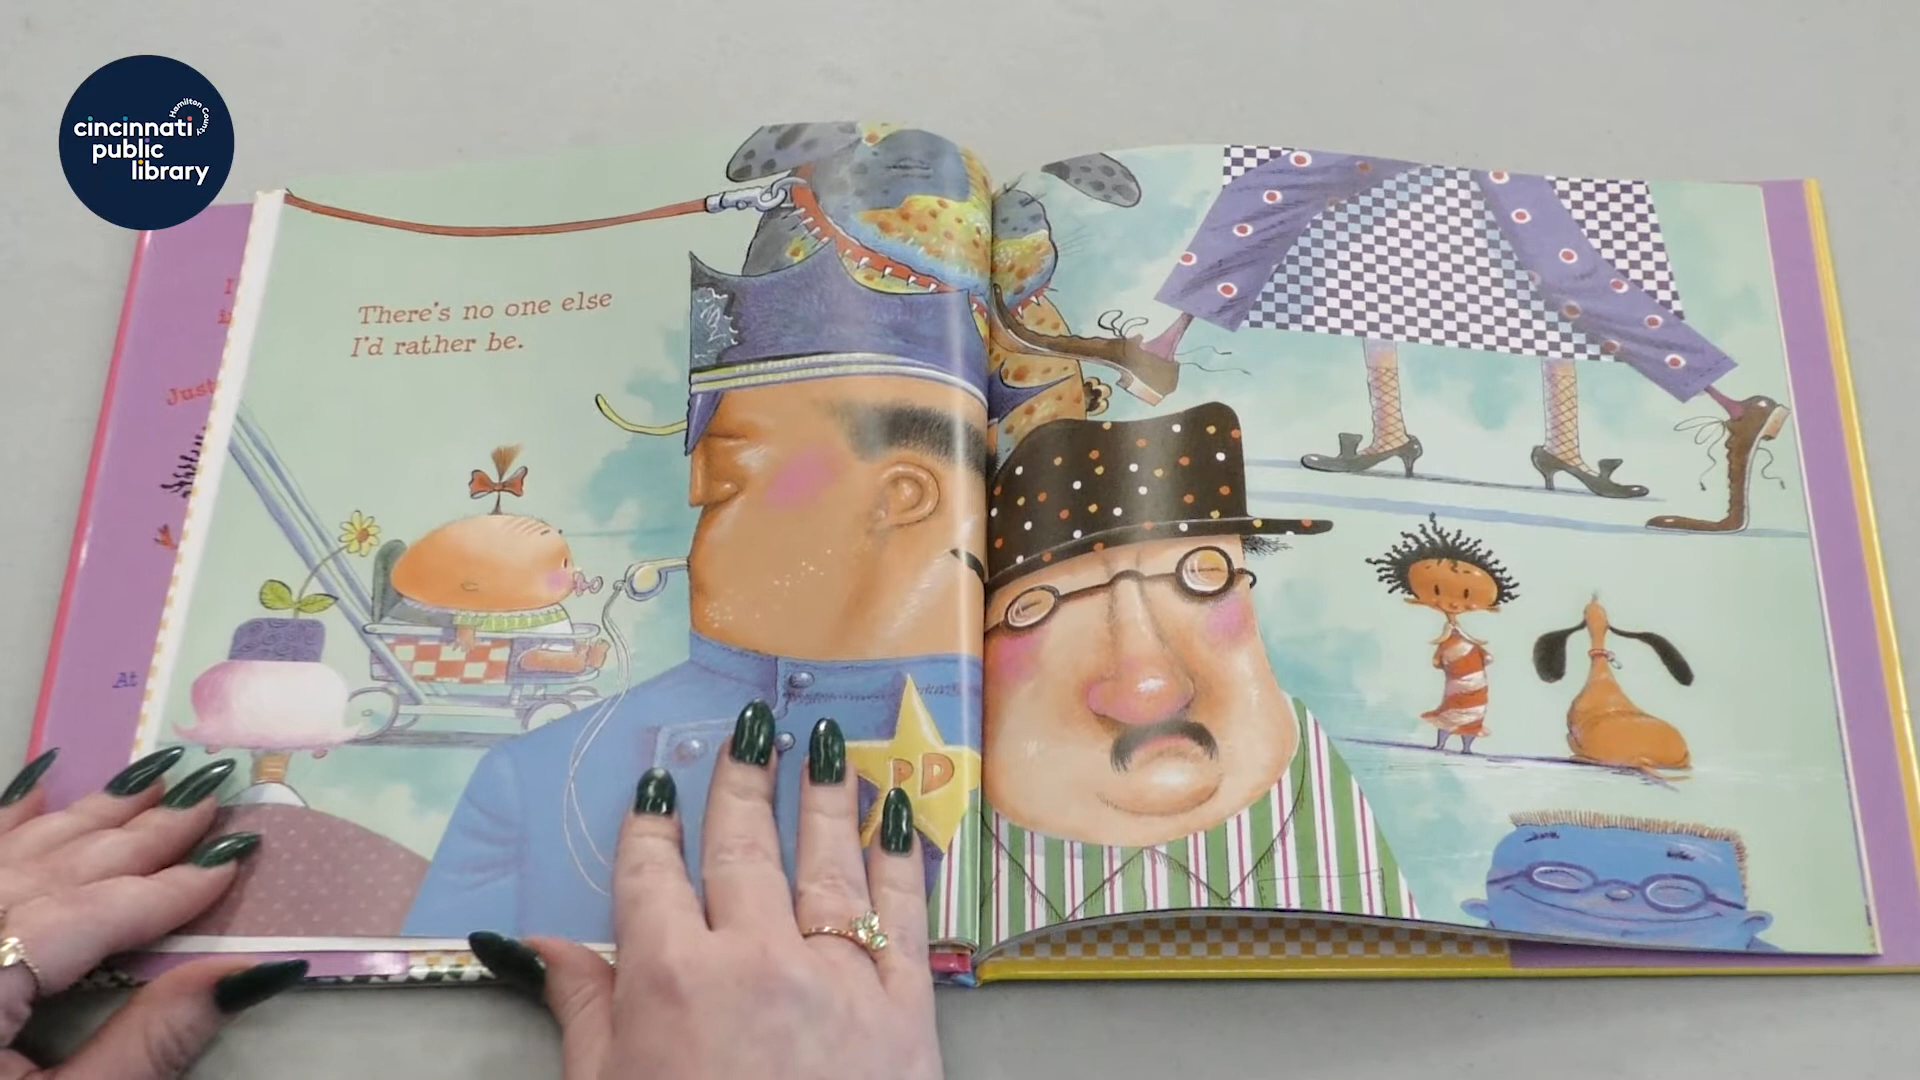 Hamilton County
cincinnati
public
library
There's no one else
I'd rather be.
I
i
Just
At
PD